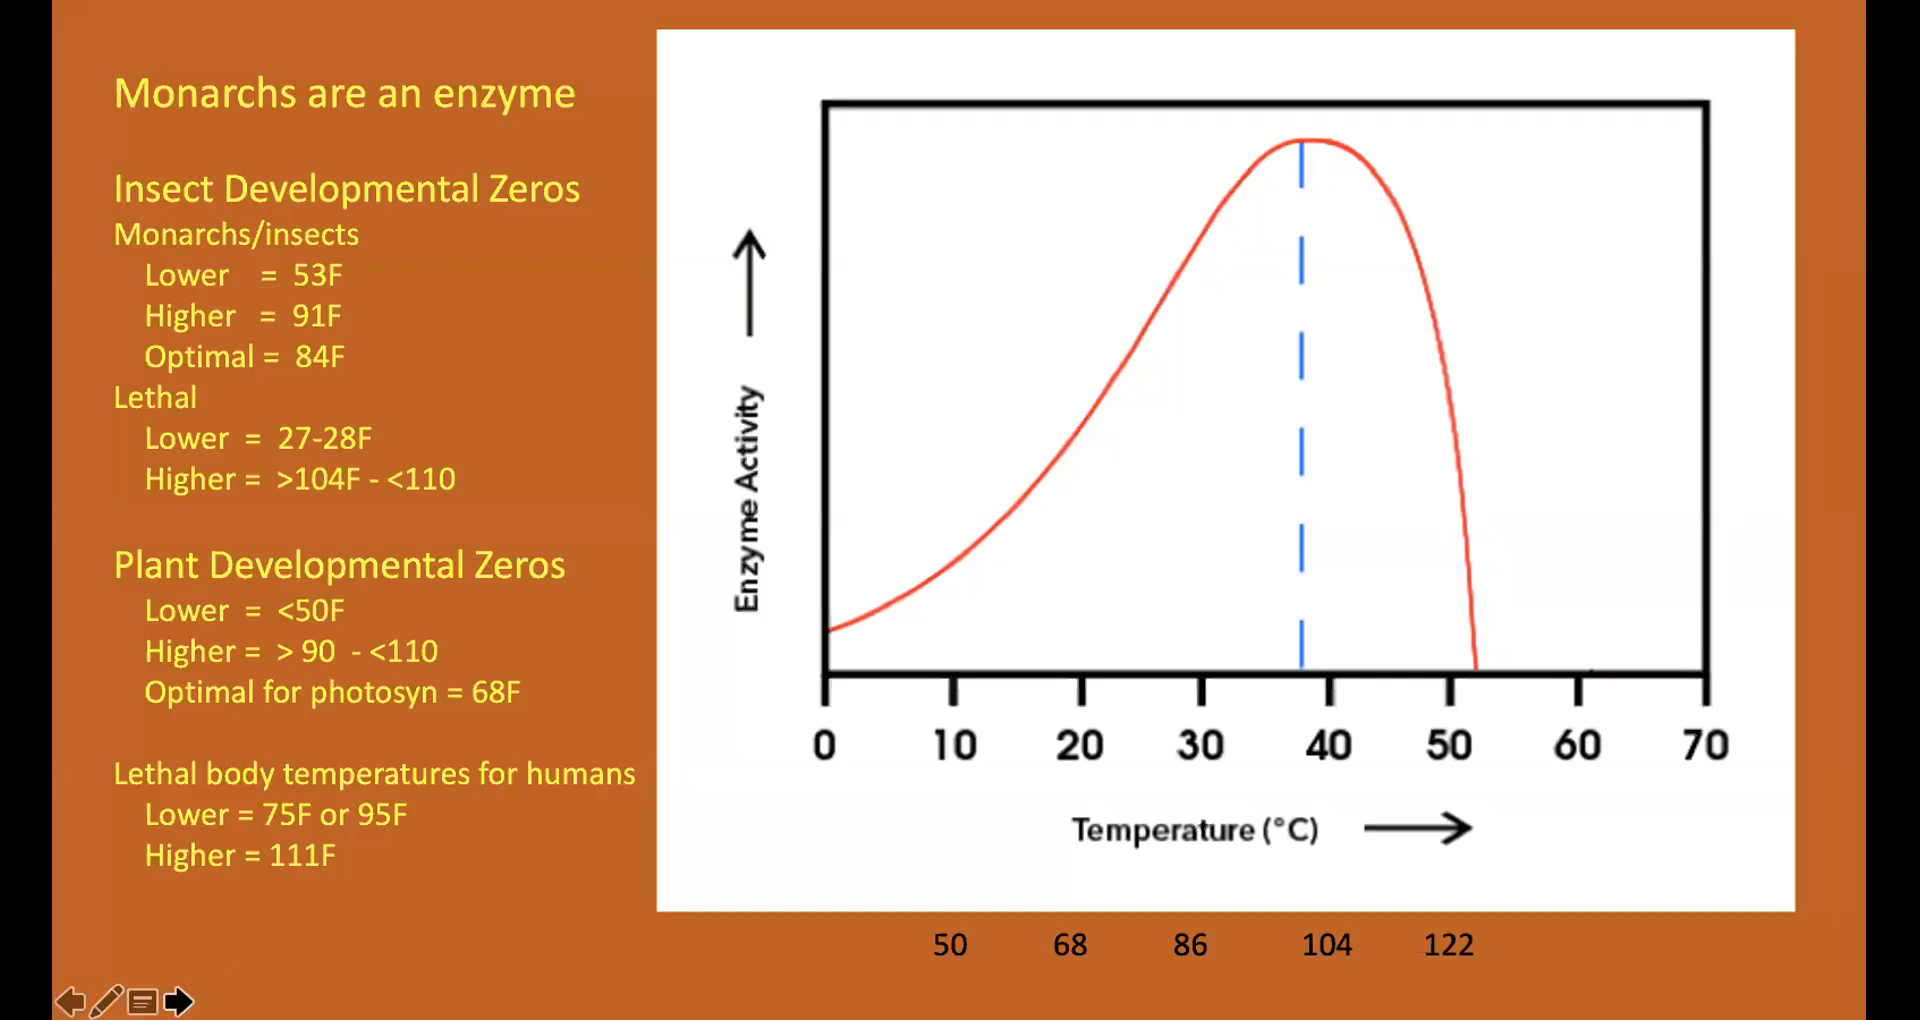 Monarchs are an enzyme
Insect Developmental Zeros
Monarchs/insects
Lower = 53F
Higher = 91F
Optimal = 84F
Lethal
Lower = 27-28F
Higher = >104F - <110
Plant Developmental Zeros
Lower = <50F
Higher = > 90 - <110
Optimal for photosyn = 68F
Lethal body temperatures for humans
Lower = 75F or 95F
Higher = 111F
Enzyme Activity
0 10 20 30 40 50 60 70
Temperature (°C)
50 68 86 104 122